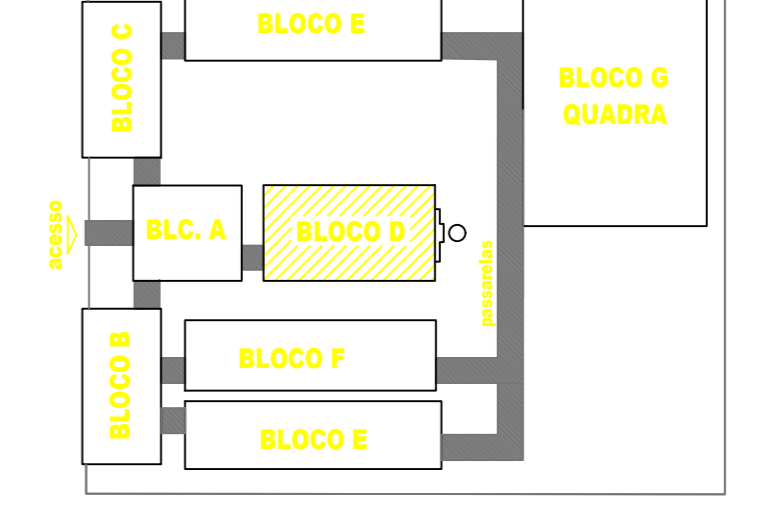 BLOCO E
BLOCO C
BLOCO G
QUADRA
acesso
BLC. A
BLOCO D
passarelas
BLOCO B
BLOCO F
BLOCO E